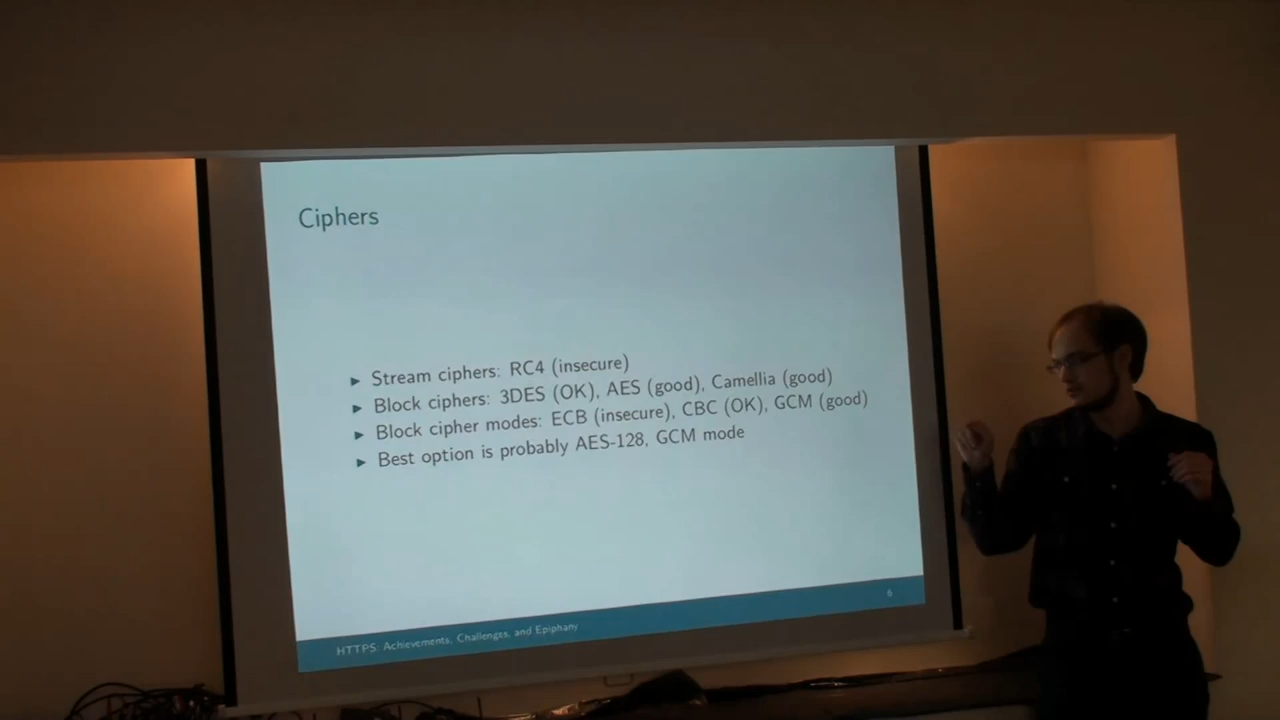 Ciphers
► Stream ciphers: RC4 (insecure)
► Block ciphers: 3DES (OK), AES (good), Camellia (good)
► Block cipher modes: ECB (insecure), CBC (OK), GCM (good)
► Best option is probably AES-128, GCM mode
6
HTTPS: Achievements, Challenges, and Epiphany